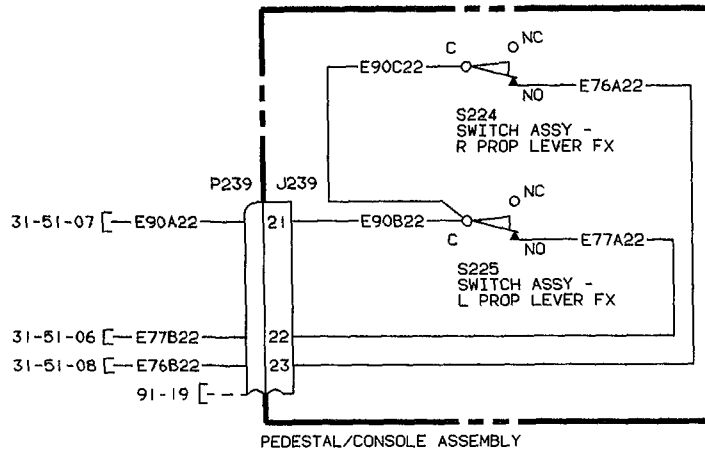 NC
C
E90C22
NO
E76A22
S224
SWITCH ASSY -
R PROP LEVER FX
P239 J239
NC
31-51-07 E90A22 21 E90B22
C
NO
E77A22
S225
SWITCH ASSY -
L PROP LEVER FX
31-51-06 E77B22 22
31-51-08 E76B22 23
91-19
PEDESTAL/CONSOLE ASSEMBLY